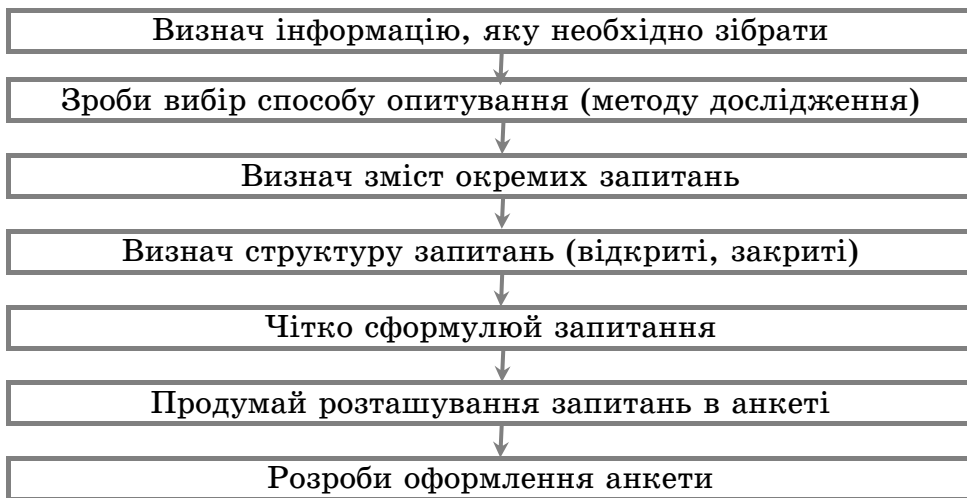 Визнач інформацію, яку необхідно зібрати
Зроби вибір способу опитування (методу дослідження)
Визнач зміст окремих запитань
Визнач структуру запитань (відкриті, закриті)
Чітко сформулюй запитання
Продумай розташування запитань в анкеті
Розроби оформлення анкети